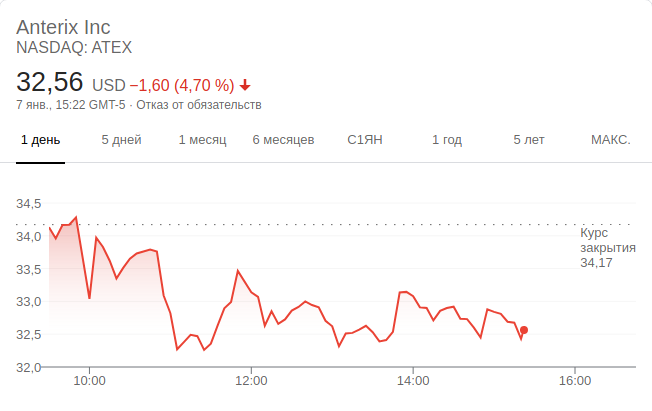 Anterix Inc
NASDAQ: ATEX
32,56 USD −1,60 (4,70 %)
7 янв., 15:22 GMT-5 · Отказ от обязательств
1 день 5 дней 1 месяц 6 месяцев С1ЯН 1 год 5 лет МАКС.
34,5
34,0
33,5
33,0
32,5
32,0
Курс
закрытия
34,17
10:00 12:00 14:00 16:00